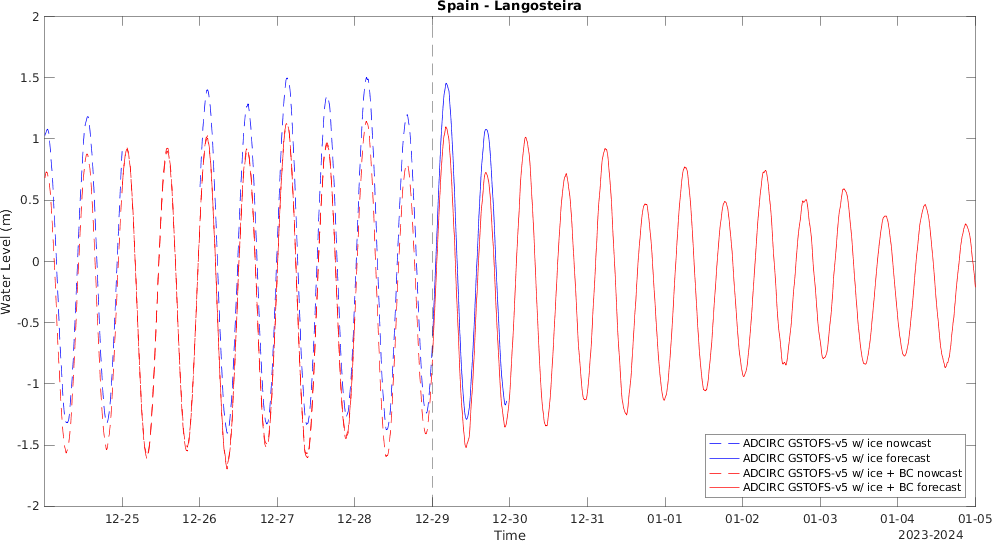 Spain - Langosteira
2
1.5
1
0.5
0
-0.5
-1
-1.5
-2
Water Level (m)
12-25 12-26 12-27 12-28 12-29 12-30 12-31 01-01 01-02 01-03 01-04 01-05
Time
2023-2024
ADCIRC GSTOFS-v5 w/ ice nowcast
ADCIRC GSTOFS-v5 w/ ice forecast
ADCIRC GSTOFS-v5 w/ ice + BC nowcast
ADCIRC GSTOFS-v5 w/ ice + BC forecast